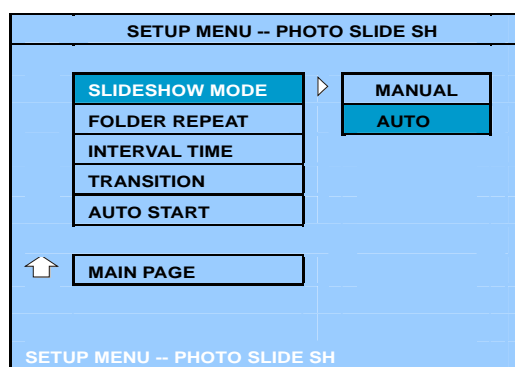 SETUP MENU -- PHOTO SLIDE SH
SLIDESHOW MODE
MANUAL
FOLDER REPEAT
AUTO
INTERVAL TIME
TRANSITION
AUTO START
MAIN PAGE
SETUP MENU -- PHOTO SLIDE SH